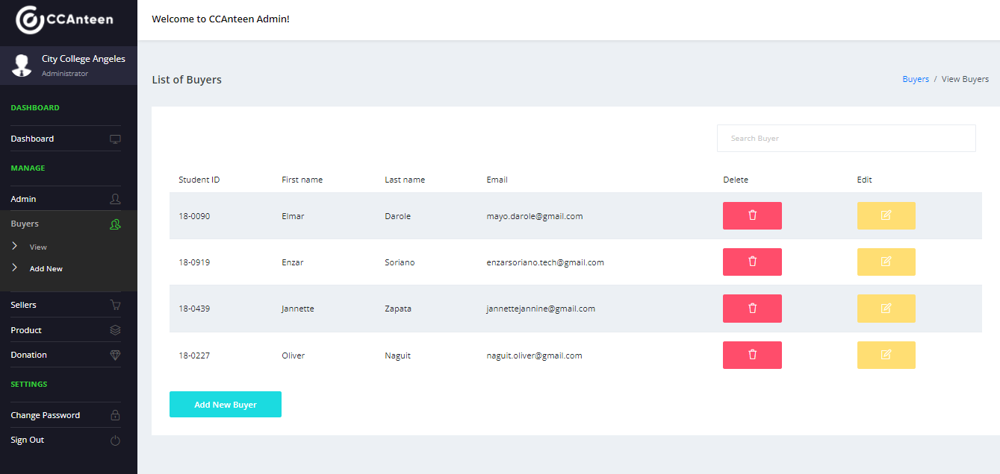 CCAnteen
Welcome to CCAnteen Admin!
City College Angeles
Administrator
DASHBOARD
Dashboard
MANAGE
Admin
Buyers
View
Add New
Sellers
Product
Donation
SETTINGS
Change Password
Sign Out
List of Buyers
Buyers / View Buyers
Search Buyer
Student ID First name Last name Email Delete Edit
18-0090 Elmar Darole mayo.darole@gmail.com
18-0919 Enzar Soriano enzarsoriano.tech@gmail.com
18-0439 Jannette Zapata jannettejannine@gmail.com
18-0227 Oliver Naguit naguit.oliver@gmail.com
Add New Buyer